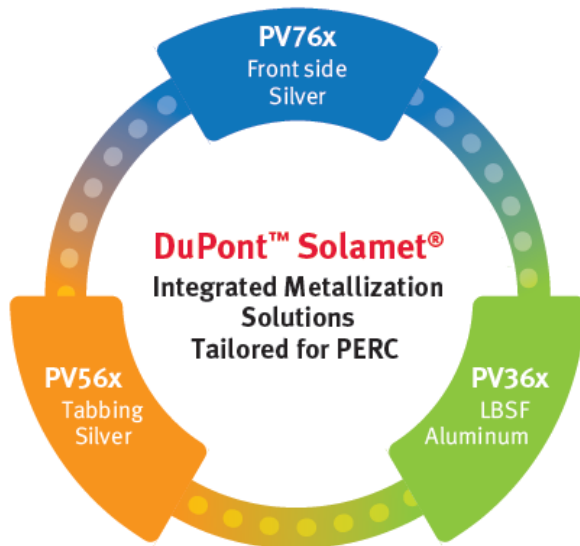 PV76x
Front side
Silver
DuPont™ Solamet®
Integrated Metallization
Solutions
Tailored for PERC
PV56x
Tabbing
Silver
PV36x
LBSF
Aluminum